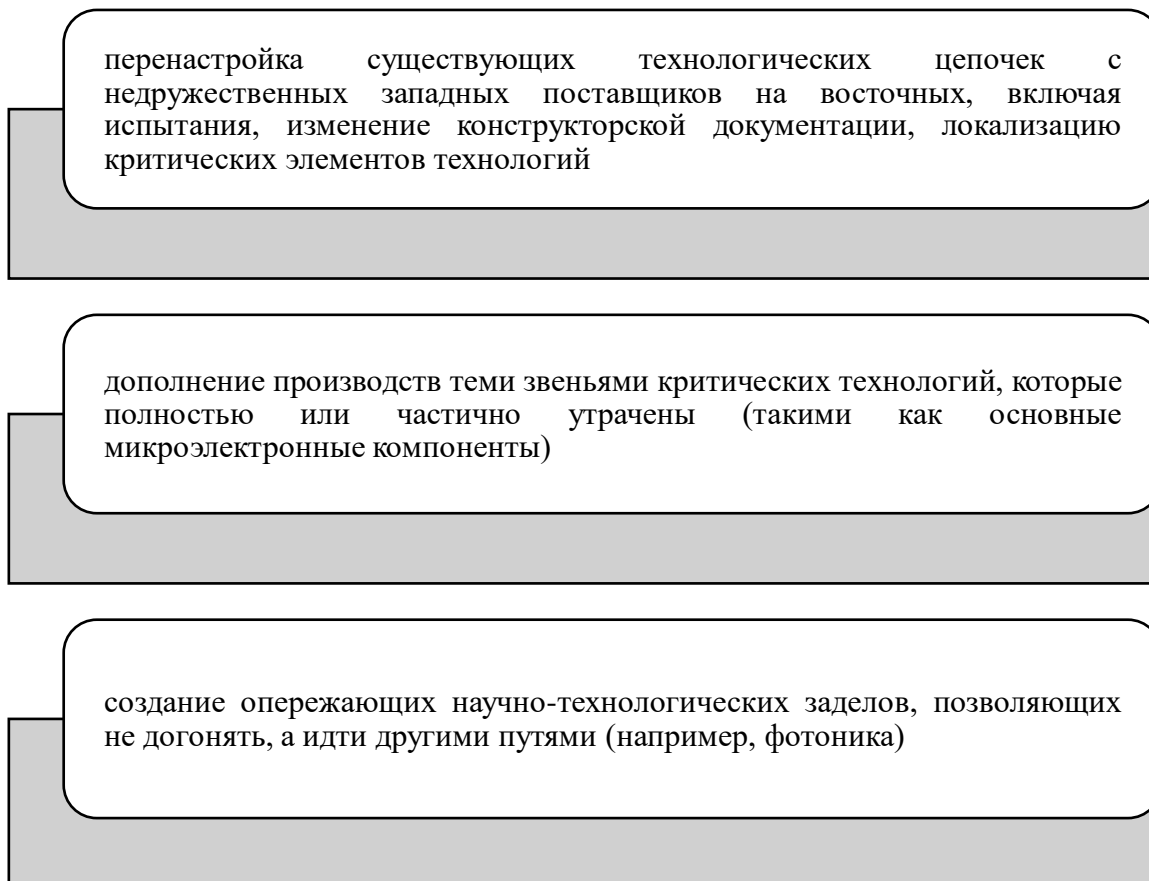 перенастройка существующих технологических цепочек с
недружественных западных поставщиков на восточных, включая
испытания, изменение конструкторской документации, локализацию
критических элементов технологий
дополнение производств теми звеньями критических технологий, которые
полностью или частично утрачены (такими как основные
микроэлектронные компоненты)
создание опережающих научно-технологических заделов, позволяющих
не догонять, а идти другими путями (например, фотоника)